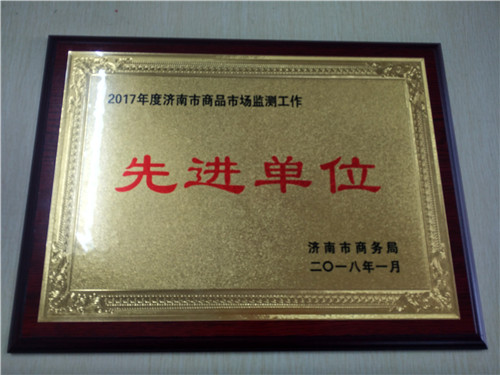 2017年度济南市商品市场监测工作
先进单位
济南市商务局
二〇一八年一月